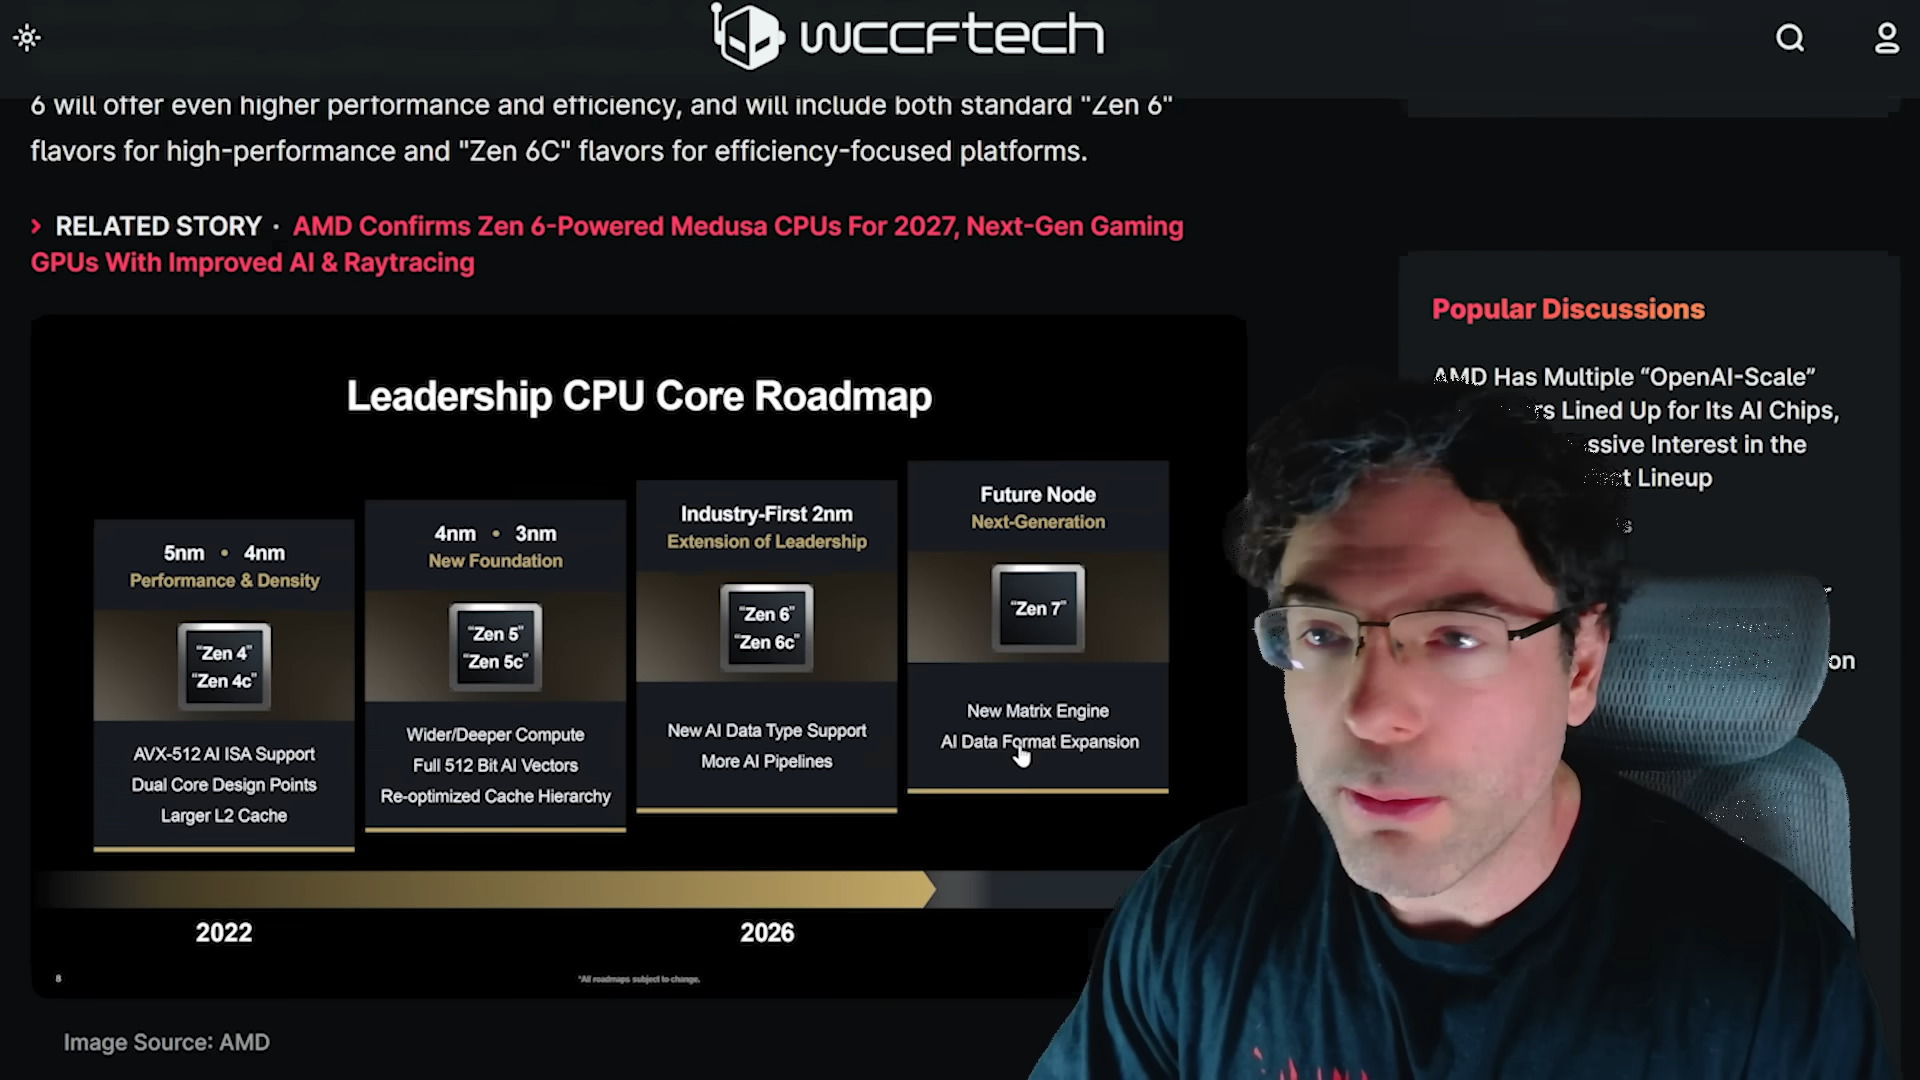 wccftech
6 will offer even higher performance and efficiency, and will include both standard "Zen 6"
flavors for high-performance and "Zen 6C" flavors for efficiency-focused platforms.
RELATED STORY · AMD Confirms Zen 6-Powered Medusa CPUs For 2027, Next-Gen Gaming
GPUs With Improved AI & Raytracing
Leadership CPU Core Roadmap
5nm • 4nm
Performance & Density
"Zen 4"
"Zen 4c"
AVX-512 AI ISA Support
Dual Core Design Points
Larger L2 Cache
4nm • 3nm
New Foundation
"Zen 5"
"Zen 5c"
Wider/Deeper Compute
Full 512 Bit AI Vectors
Re-optimized Cache Hierarchy
Industry-First 2nm
Extension of Leadership
"Zen 6"
"Zen 6c"
New AI Data Type Support
More AI Pipelines
Future Node
Next-Generation
"Zen 7"
New Matrix Engine
AI Data Format Expansion
2022
2026
8
*All roadmaps subject to change.
Image Source: AMD
Popular Discussions
AMD Has Multiple “OpenAI-Scale”
Lined Up for Its AI Chips,
Interest in the
Lineup